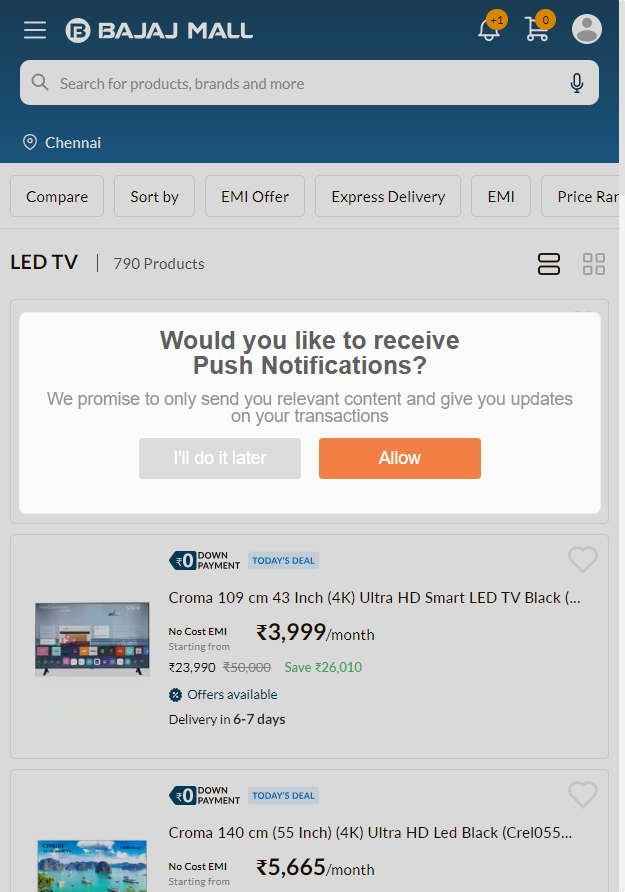 BAJAJ MALL
+1
0
Search for products, brands and more
Chennai
Compare
Sort by
EMI Offer
Express Delivery
EMI
Price Ran
LED TV | 790 Products
Would you like to receive
Push Notifications?
We promise to only send you relevant content and give you updates
on your transactions
I'll do it later
Allow
₹0 DOWN PAYMENT
TODAY'S DEAL
Croma 109 cm 43 Inch (4K) Ultra HD Smart LED TV Black (...
No Cost EMI
Starting from
₹3,999/month
₹23,990 ₹50,000 Save ₹26,010
Offers available
Delivery in 6-7 days
₹0 DOWN PAYMENT
TODAY'S DEAL
Croma 140 cm (55 Inch) (4K) Ultra HD Led Black (Crel055...
No Cost EMI
Starting from
₹5,665/month